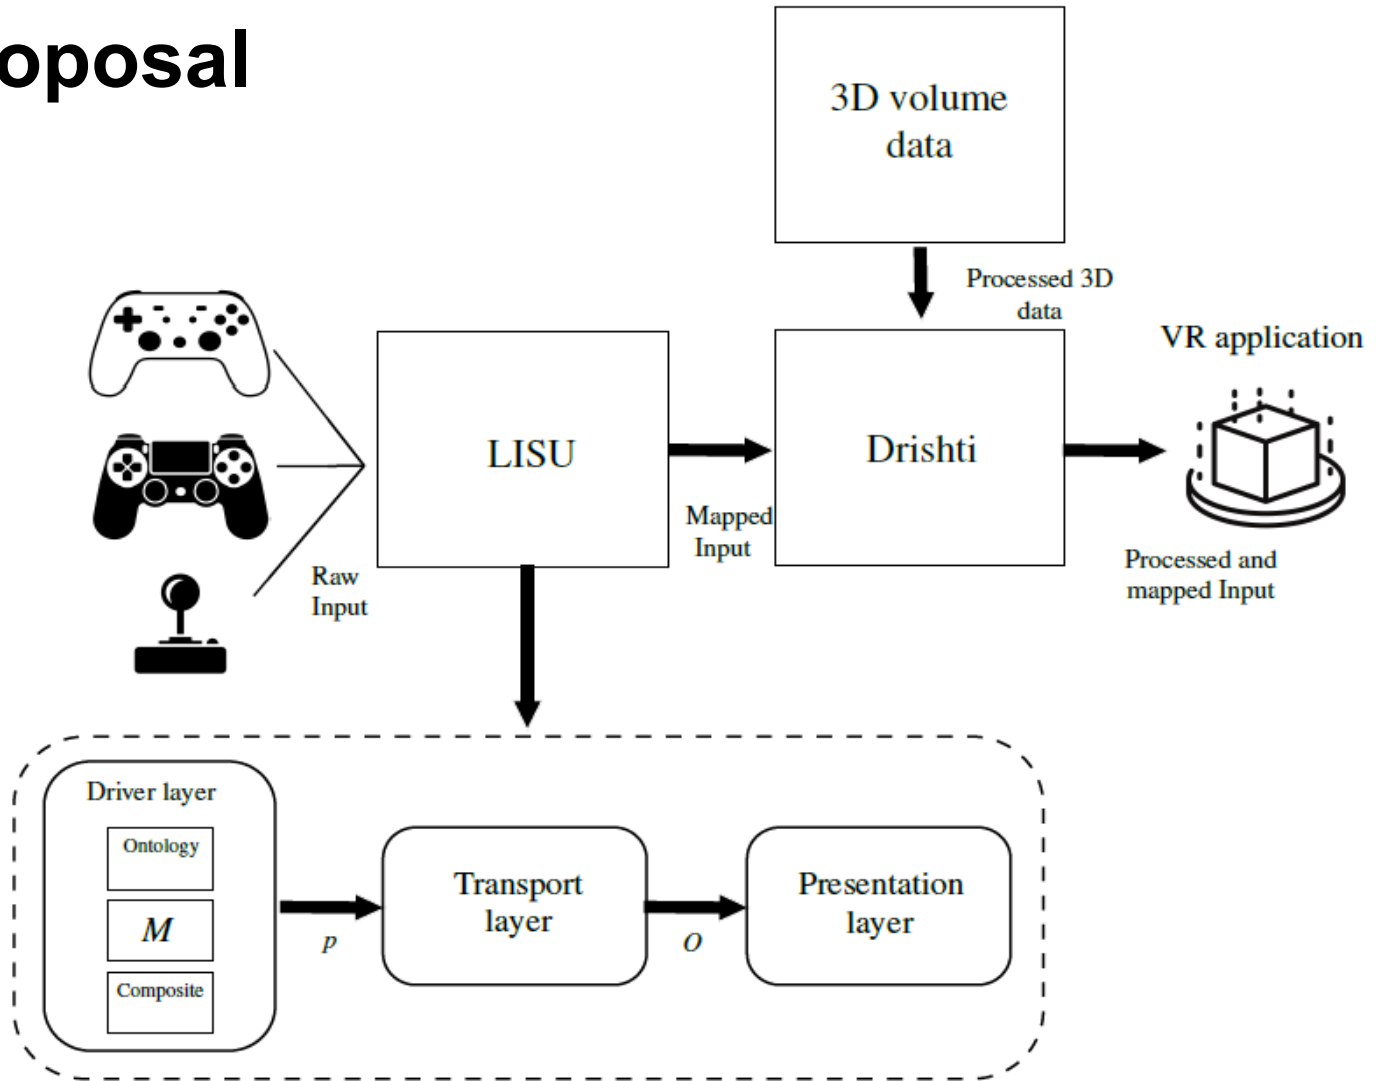 oposal
3D volume
data
Processed 3D
data
VR application
LISU
Drishti
Mapped
Input
Raw
Input
Processed and
mapped Input
Driver layer
Ontology
M
Composite
p
Transport
layer
O
Presentation
layer